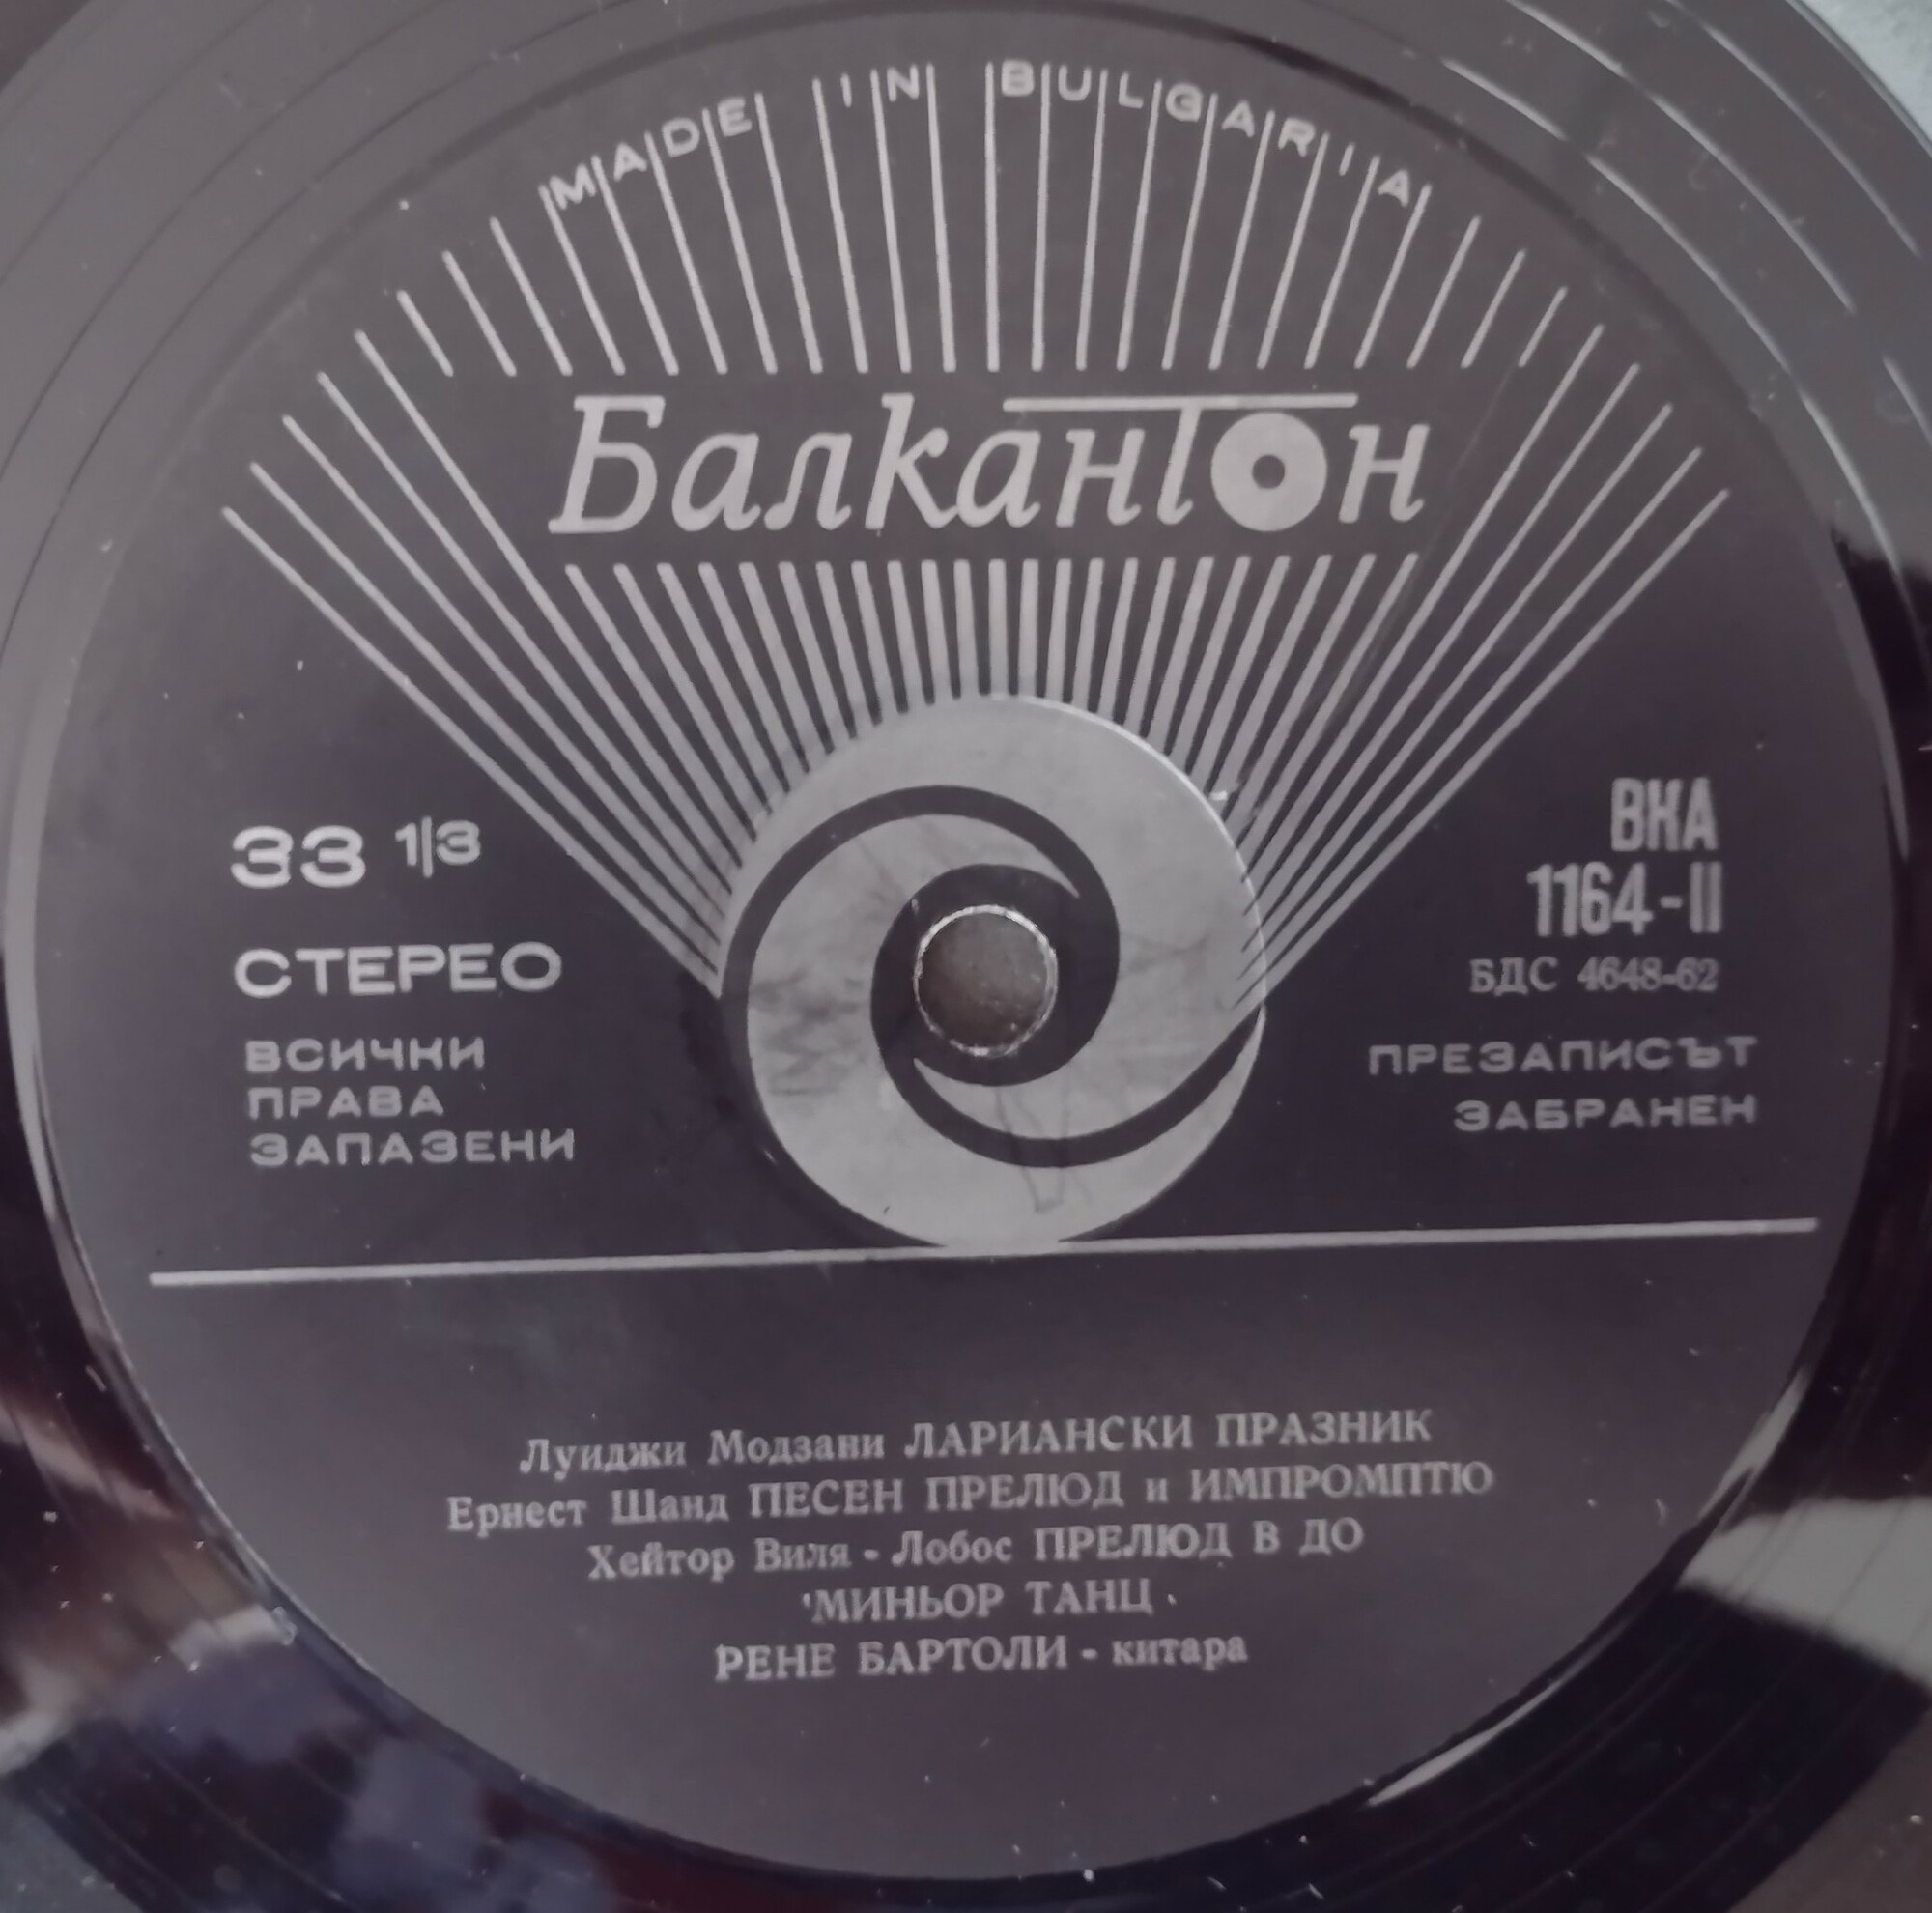 MADE IN BULGARIA
Балкантон
33 1/3
СТЕРЕО
ВСИЧКИ
ПРАВА
ЗАПАЗЕНИ
ВКА
1164-II
БДС 4648-62
ПРЕЗАПИСЪТ
ЗАБРАНЕН
Луиджи Модзани ЛАРИАНСКИ ПРАЗНИК
Ернест Шанд ПЕСЕН ПРЕЛЮД и ИМПРОМПТЮ
Хейтор Виля - Лобос ПРЕЛЮД В ДО
МИНЬОР ТАНЦ
РЕНЕ БАРТОЛИ - китара